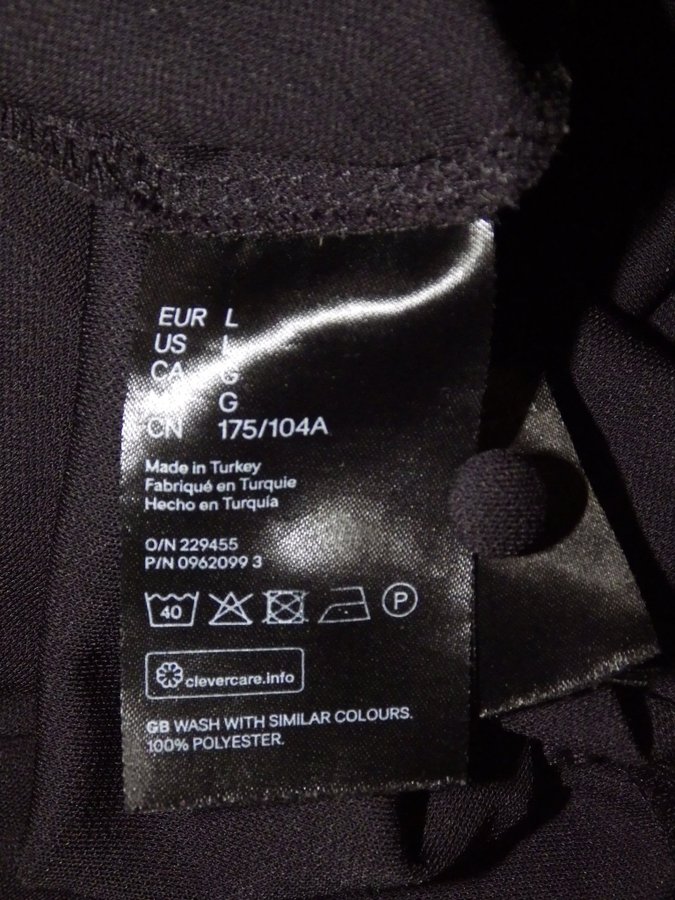 EUR L
US L
CA G
G
CN 175/104A
Made in Turkey
Fabriqué en Turquie
Hecho en Turquía
O/N 229455
P/N 0962099 3
40
P
clevercare.info
GB WASH WITH SIMILAR COLOURS.
100% POLYESTER.